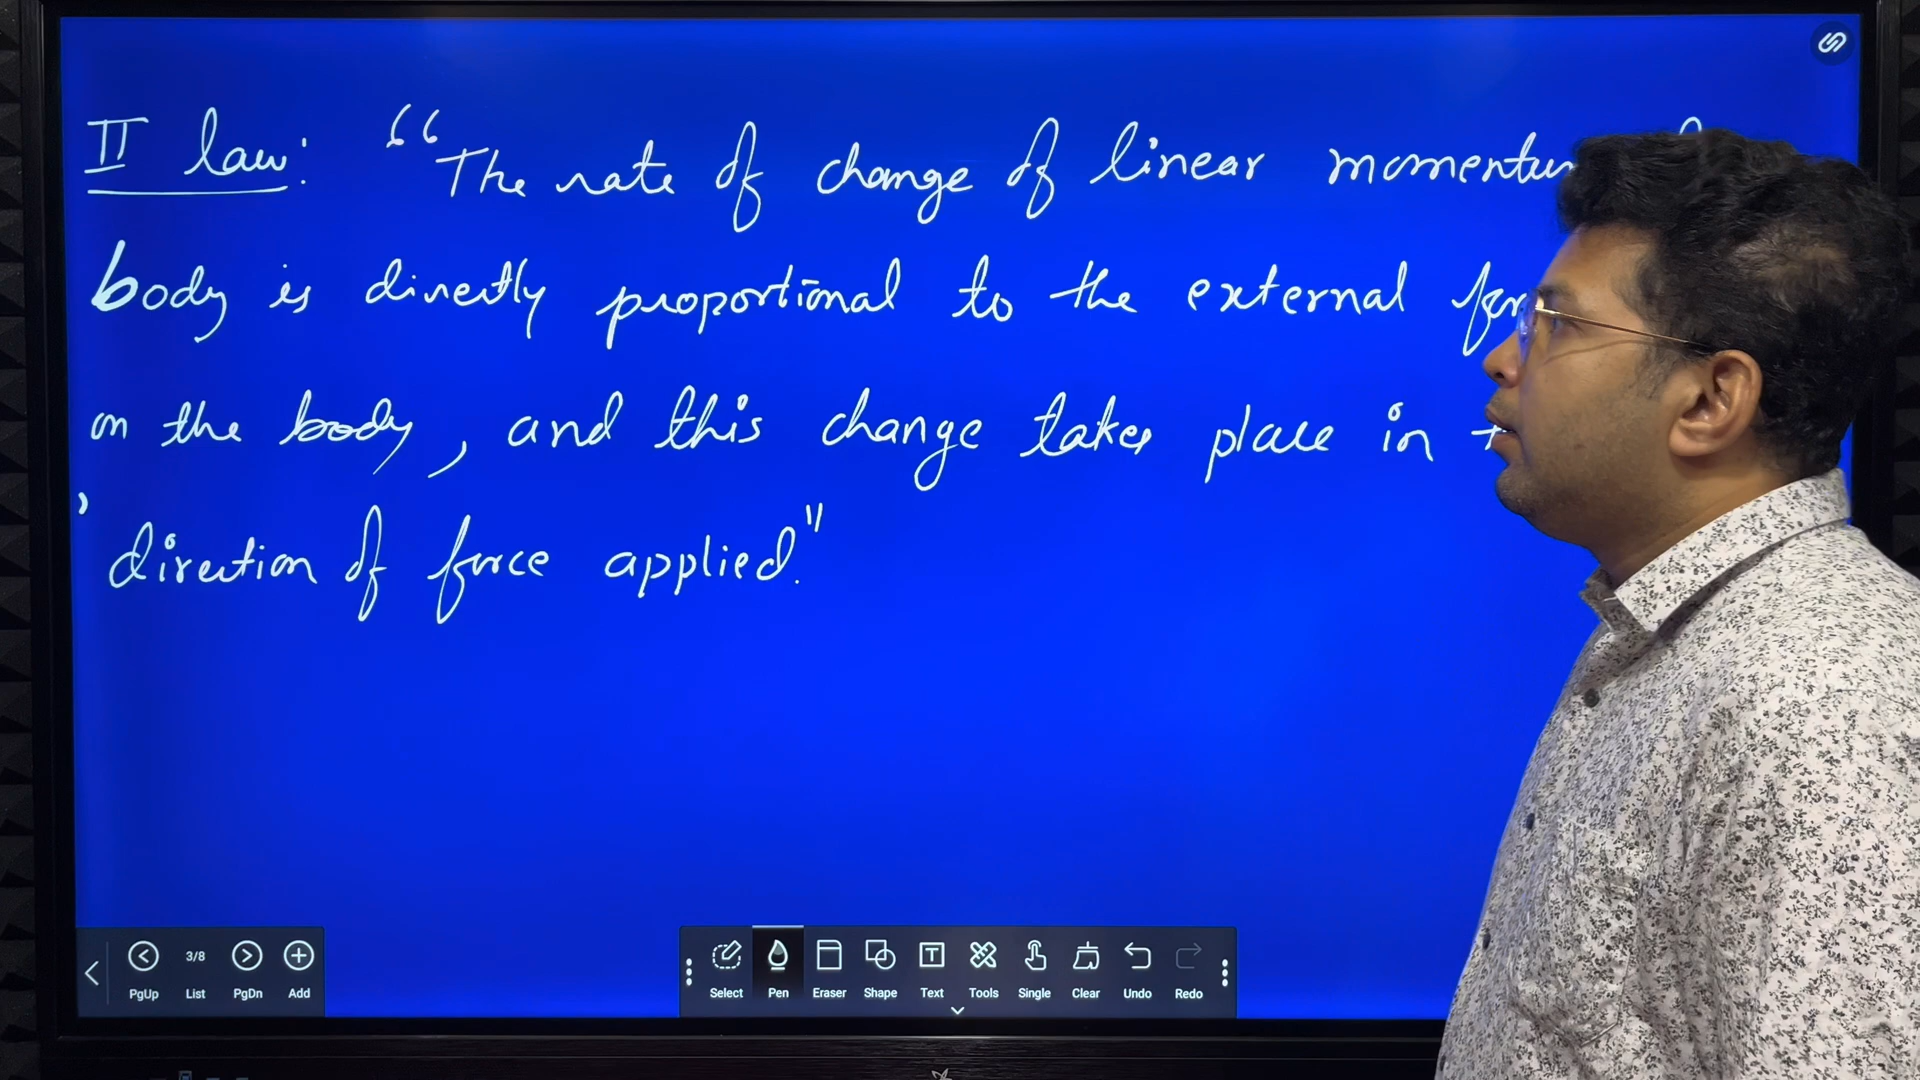 II law: “The rate of change of linear momentum
body is directly proportional to the external
on the body, and this change takes place in
direction of force applied."
3/8
PgUp List PgDn Add
Select Pen Eraser Shape Text Tools Single Clear Undo Redo